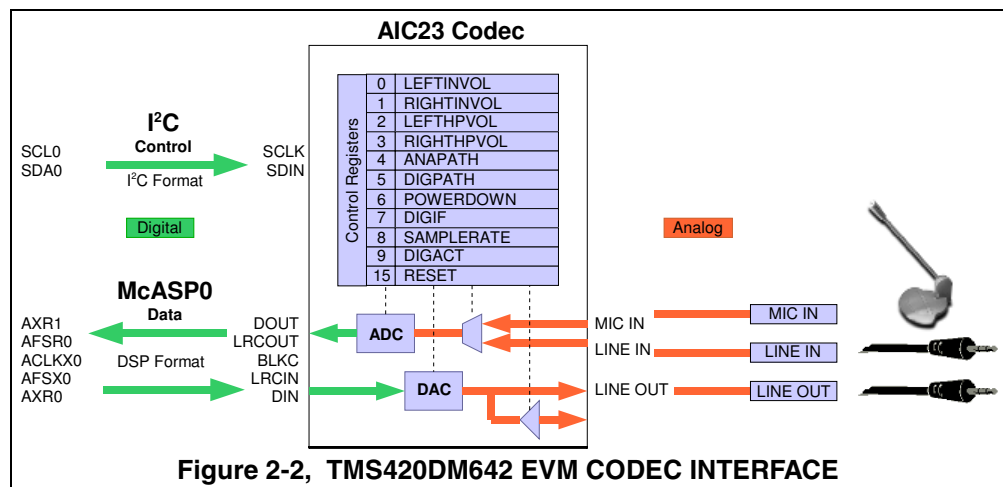 AIC23 Codec
Control Registers
0 LEFTINVOL
1 RIGHTINVOL
2 LEFTHPVOL
3 RIGHTHPVOL
4 ANAPATH
5 DIGPATH
6 POWERDOWN
7 DIGIF
8 SAMPLERATE
9 DIGACT
15 RESET
I²C
Control
SCL0
SDA0
I²C Format
SCLK
SDIN
Digital
Analog
McASP0
Data
AXR1
AFSR0
ACLKX0
AFSX0
AXR0
DSP Format
DOUT
LRCOUT
BLKC
LRCIN
DIN
ADC
DAC
MIC IN
LINE IN
LINE OUT
MIC IN
LINE IN
LINE OUT
Figure 2-2, TMS420DM642 EVM CODEC INTERFACE